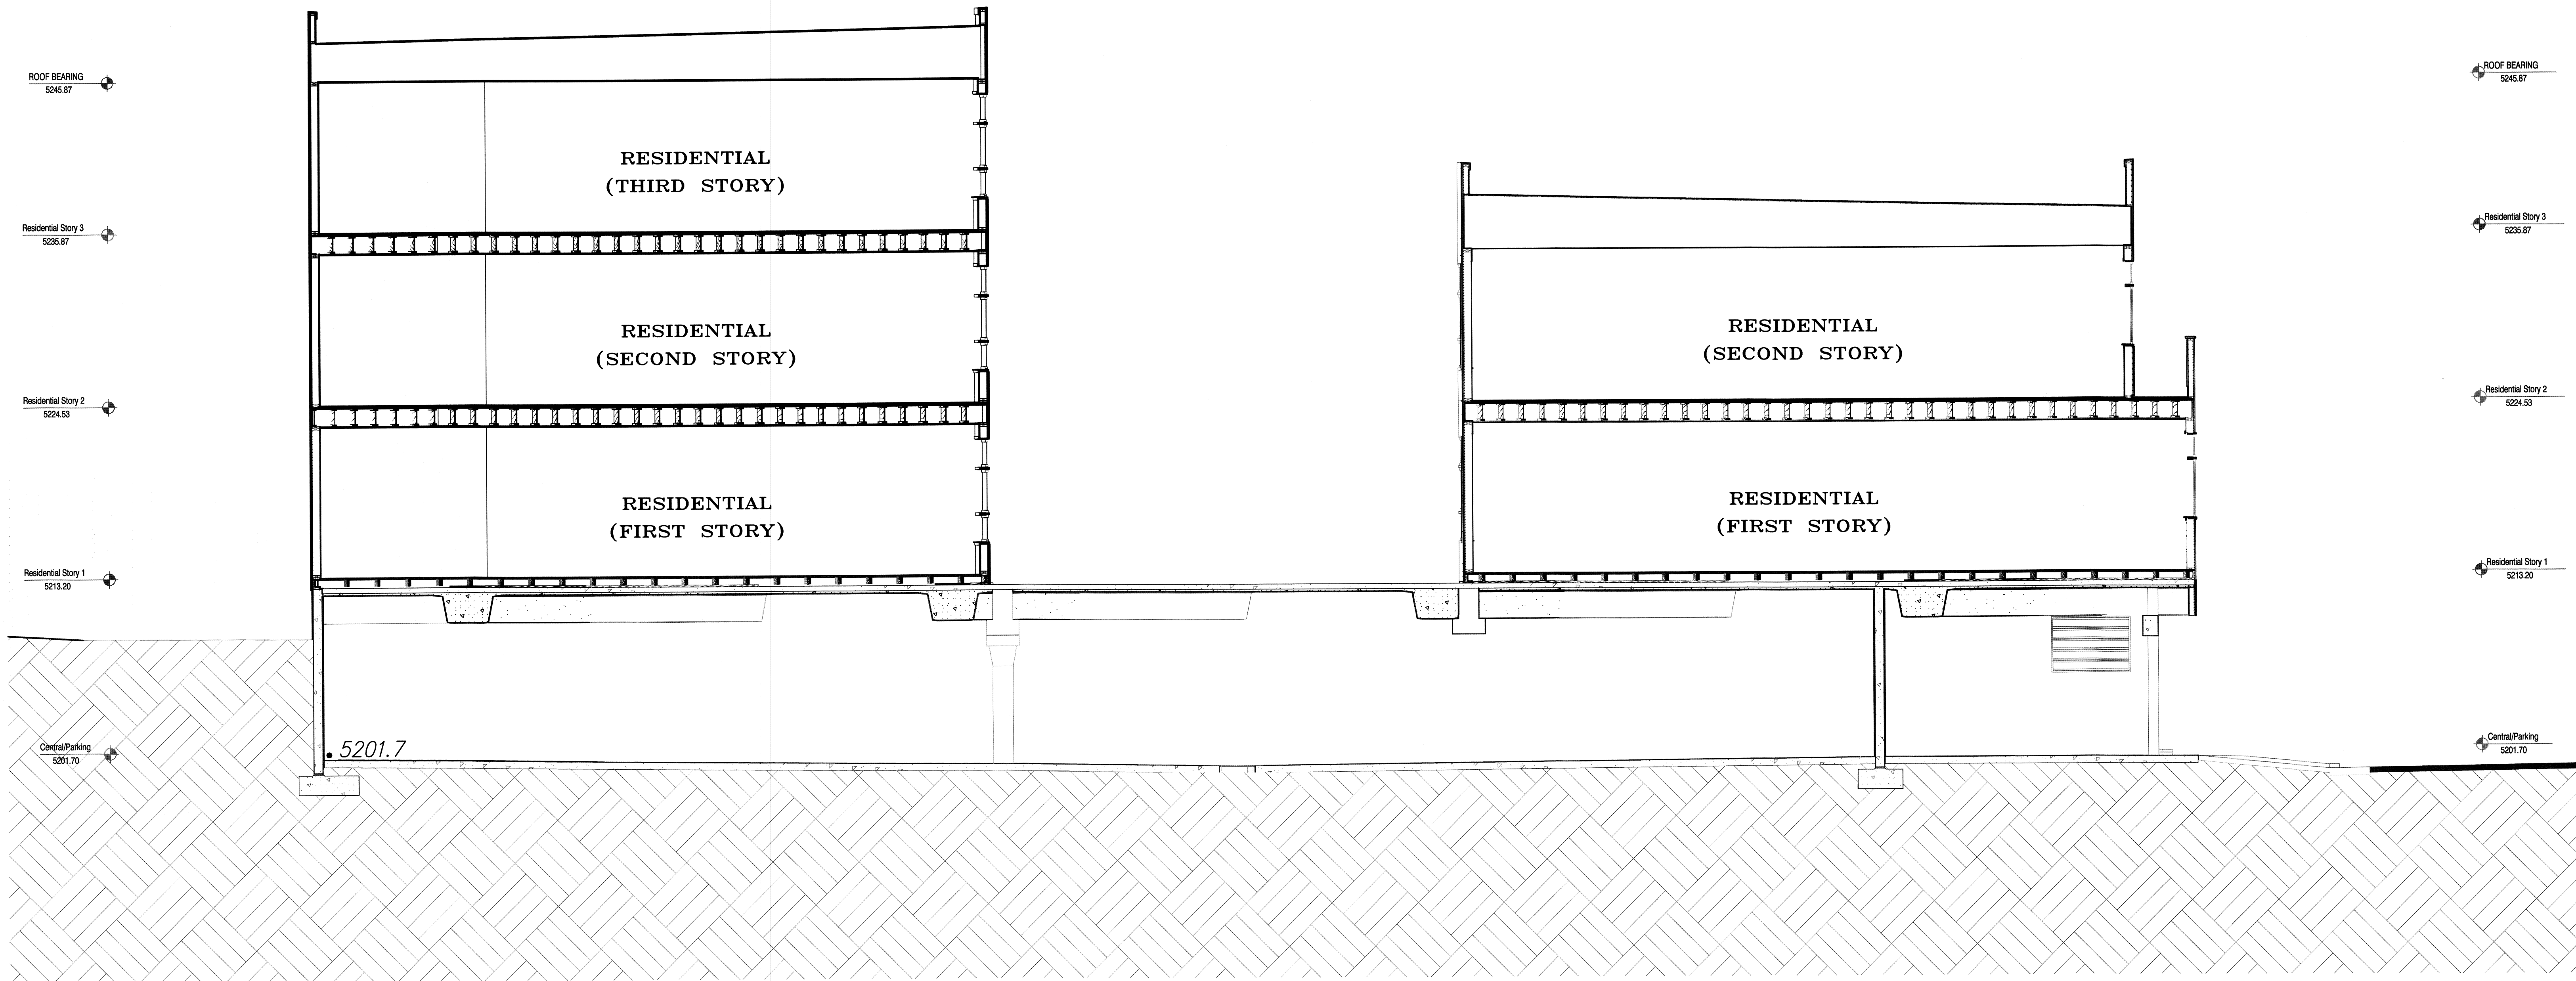 ROOF BEARING
5245.87
ROOF BEARING
5245.87
RESIDENTIAL
(THIRD STORY)
Residential Story 3
5235.87
Residential Story 3
5235.87
RESIDENTIAL
(SECOND STORY)
RESIDENTIAL
(SECOND STORY)
Residential Story 2
5224.53
Residential Story 2
5224.53
RESIDENTIAL
(FIRST STORY)
RESIDENTIAL
(FIRST STORY)
Residential Story 1
5213.20
Residential Story 1
5213.20
Central/Parking
5201.70
5201.7
Central/Parking
5201.70